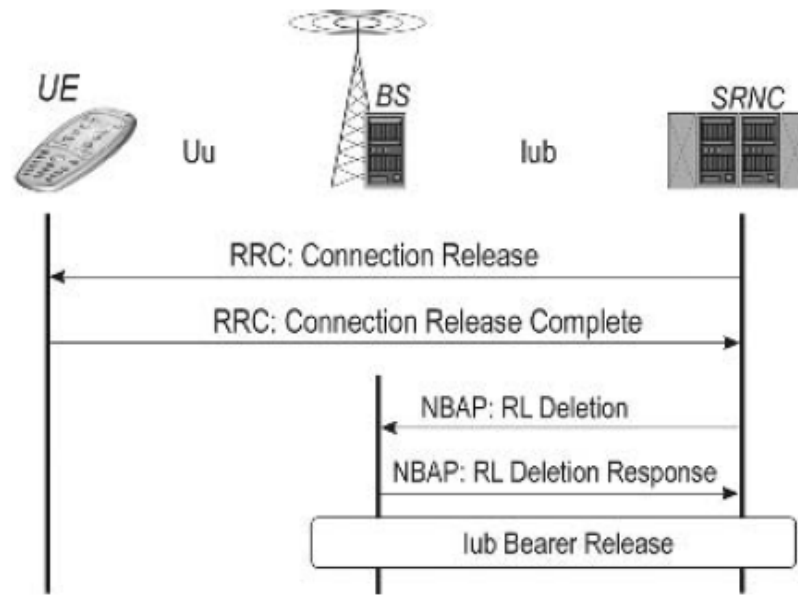 UE
BS
SRNC
Uu
Iub
RRC: Connection Release
RRC: Connection Release Complete
NBAP: RL Deletion
NBAP: RL Deletion Response
Iub Bearer Release